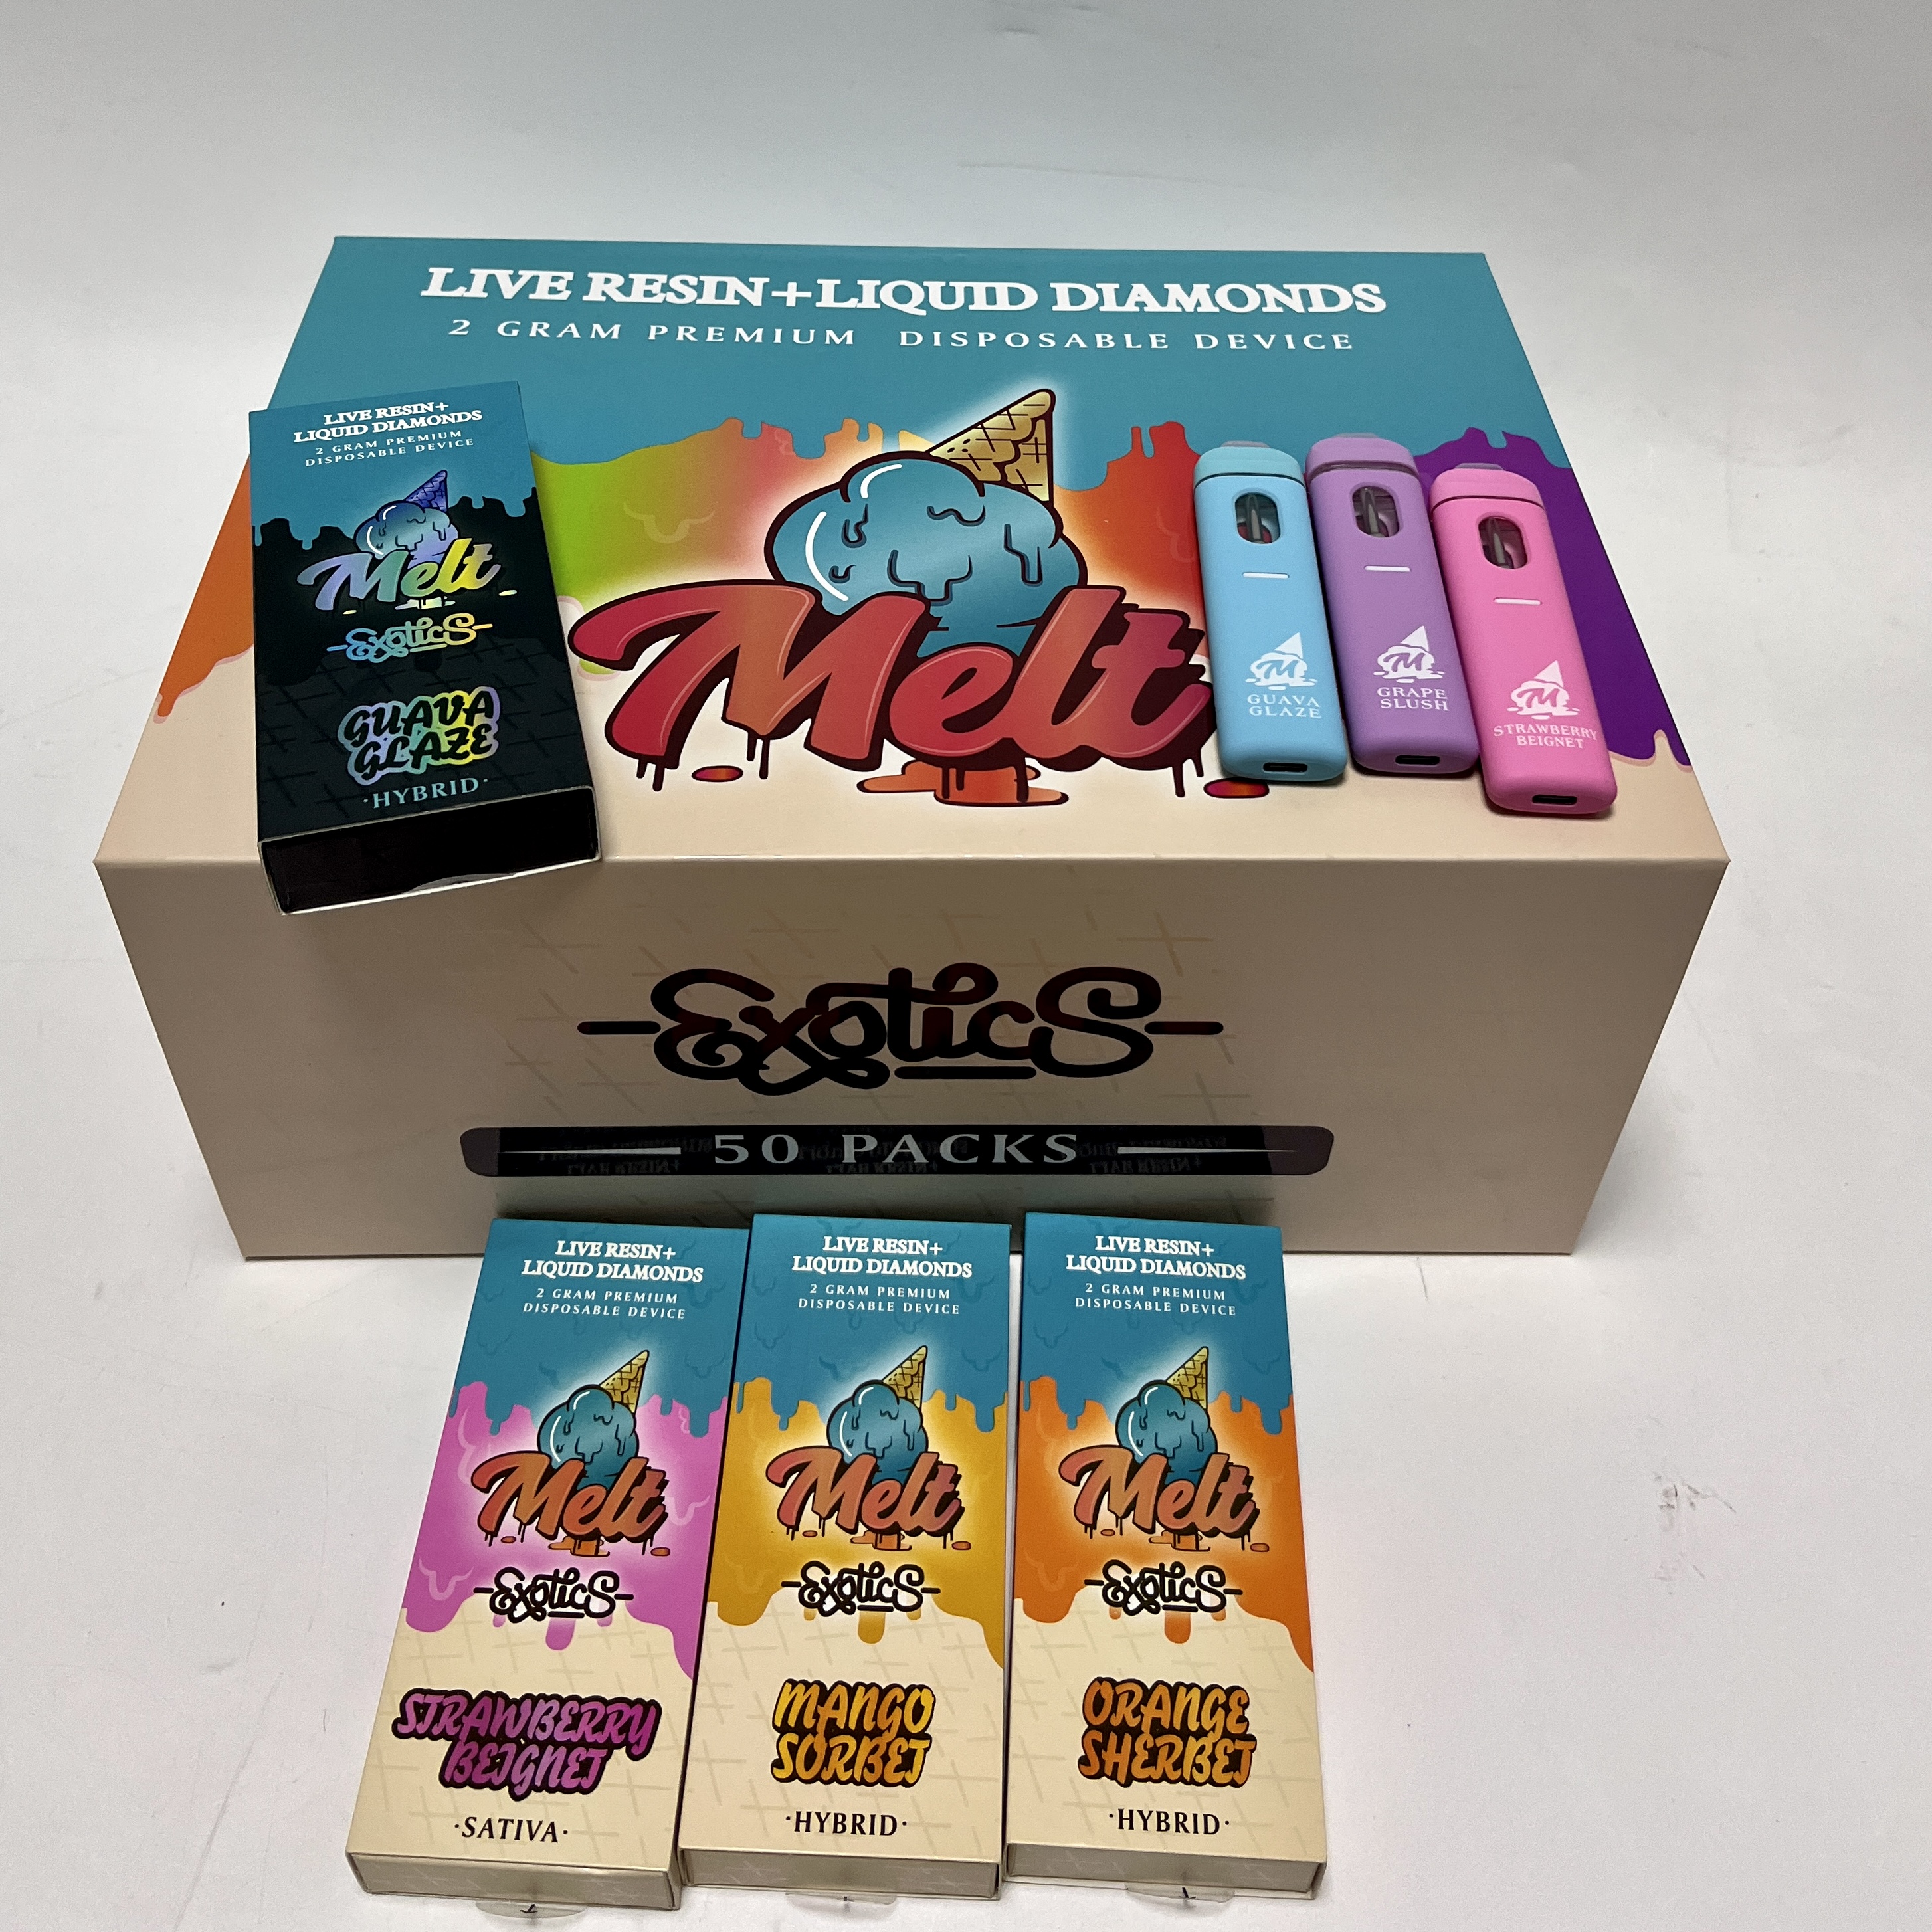 LIVE RESIN+LIQUID DIAMONDS
2 GRAM PREMIUM DISPOSABLE DEVICE
Melt
LIVE RESIN+
LIQUID DIAMONDS
2 GRAM PREMIUM
DISPOSABLE DEVICE
Melt
-Exotics-
GUAVA
GLAZE
·HYBRID·
M
GUAVA
GLAZE
M
GRAPE
SLUSH
M
STRAWBERRY
BEIGNET
-Exotics-
50 PACKS
LIVE RESIN+
LIQUID DIAMONDS
2 GRAM PREMIUM
DISPOSABLE DEVICE
Melt
-Exotics-
STRAWBERRY
BEIGNET
·SATIVA·
LIVE RESIN+
LIQUID DIAMONDS
2 GRAM PREMIUM
DISPOSABLE DEVICE
Melt
-Exotics-
MANGO
SORBET
·HYBRID·
LIVE RESIN+
LIQUID DIAMONDS
2 GRAM PREMIUM
DISPOSABLE DEVICE
Melt
-Exotics-
ORANGE
SHERBET
·HYBRID·